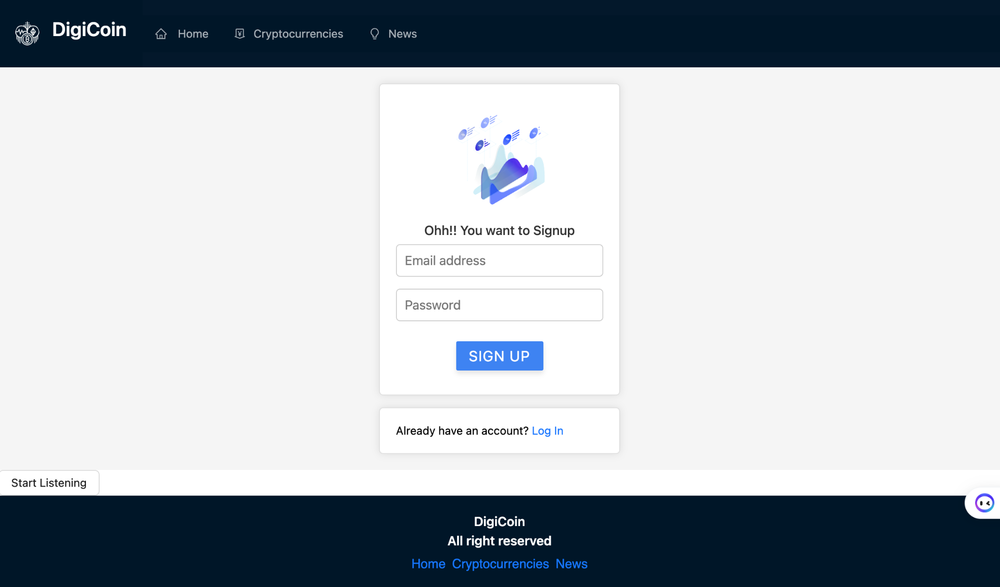 DigiCoin
Home
Cryptocurrencies
News
Ohh!! You want to Signup
Email address
Password
SIGN UP
Already have an account? Log In
Start Listening
DigiCoin
All right reserved
Home Cryptocurrencies News